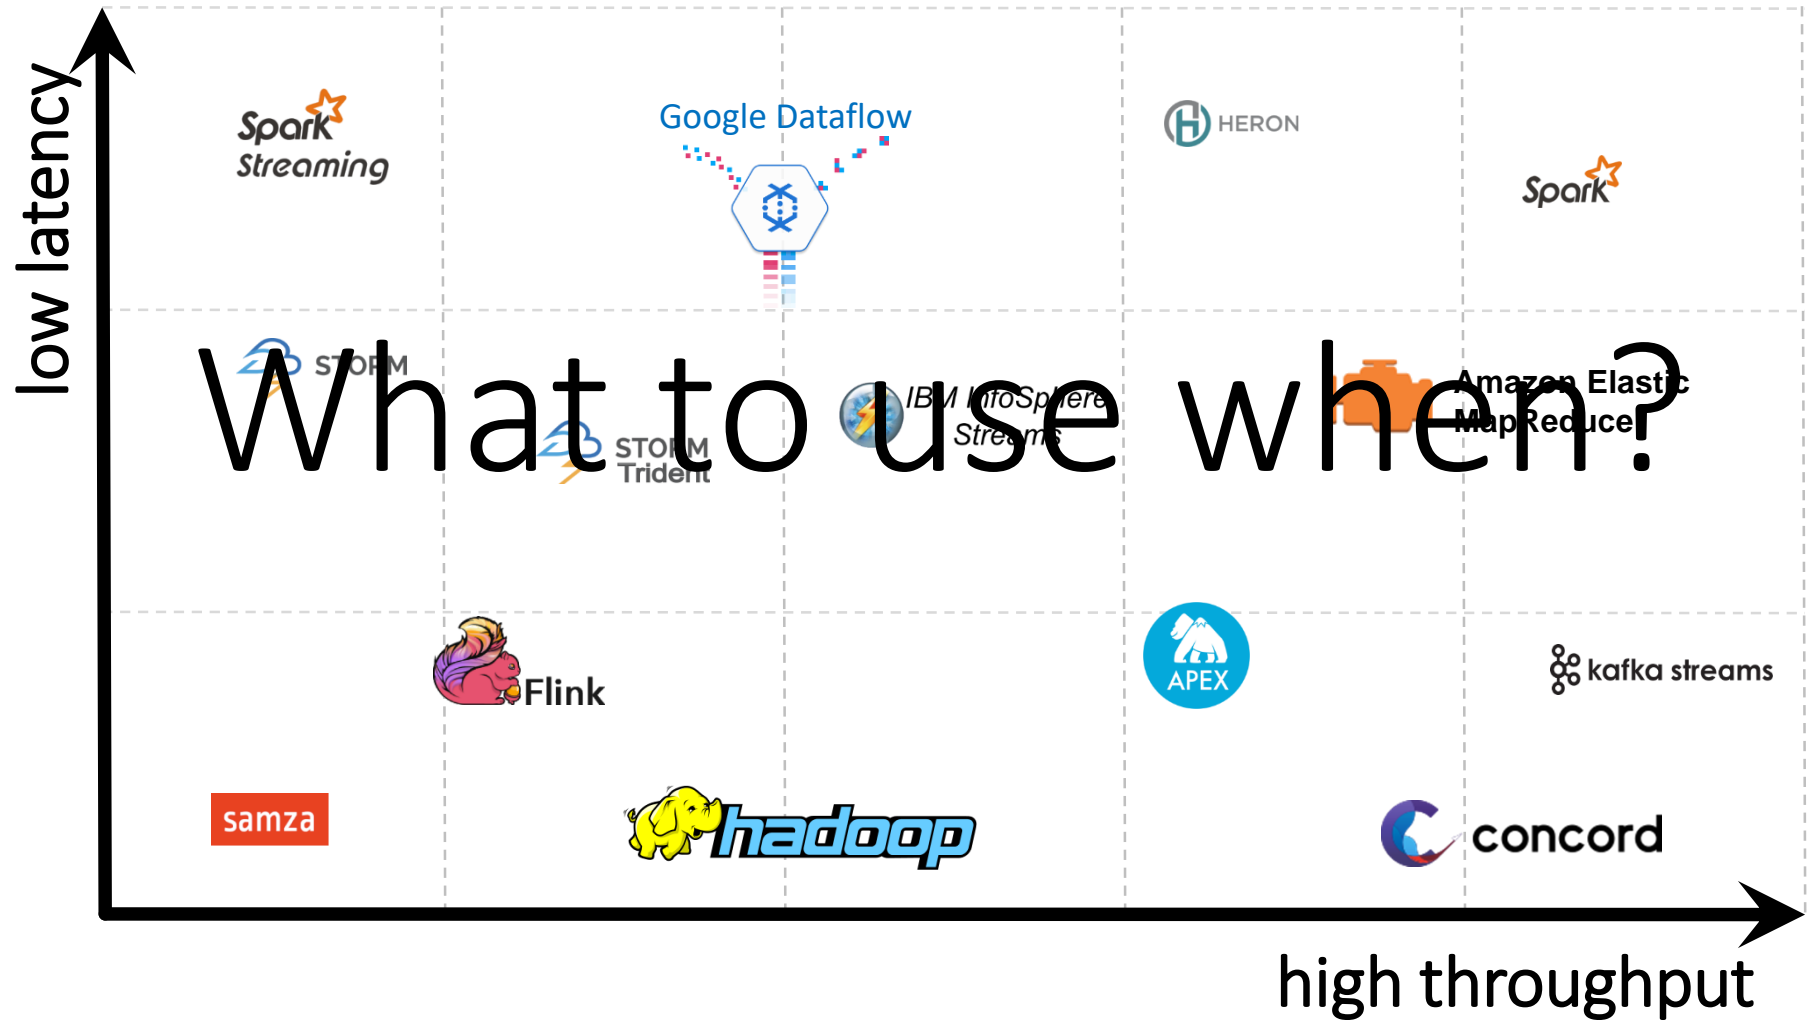 low latency
Spark
Streaming
Google Dataflow
HERON
Spark
What to use when?
STORM
STORM
Trident
IBM InfoSphere
Streams
Amazon Elastic
MapReduce
Flink
APEX
kafka streams
samza
hadoop
concord
high throughput